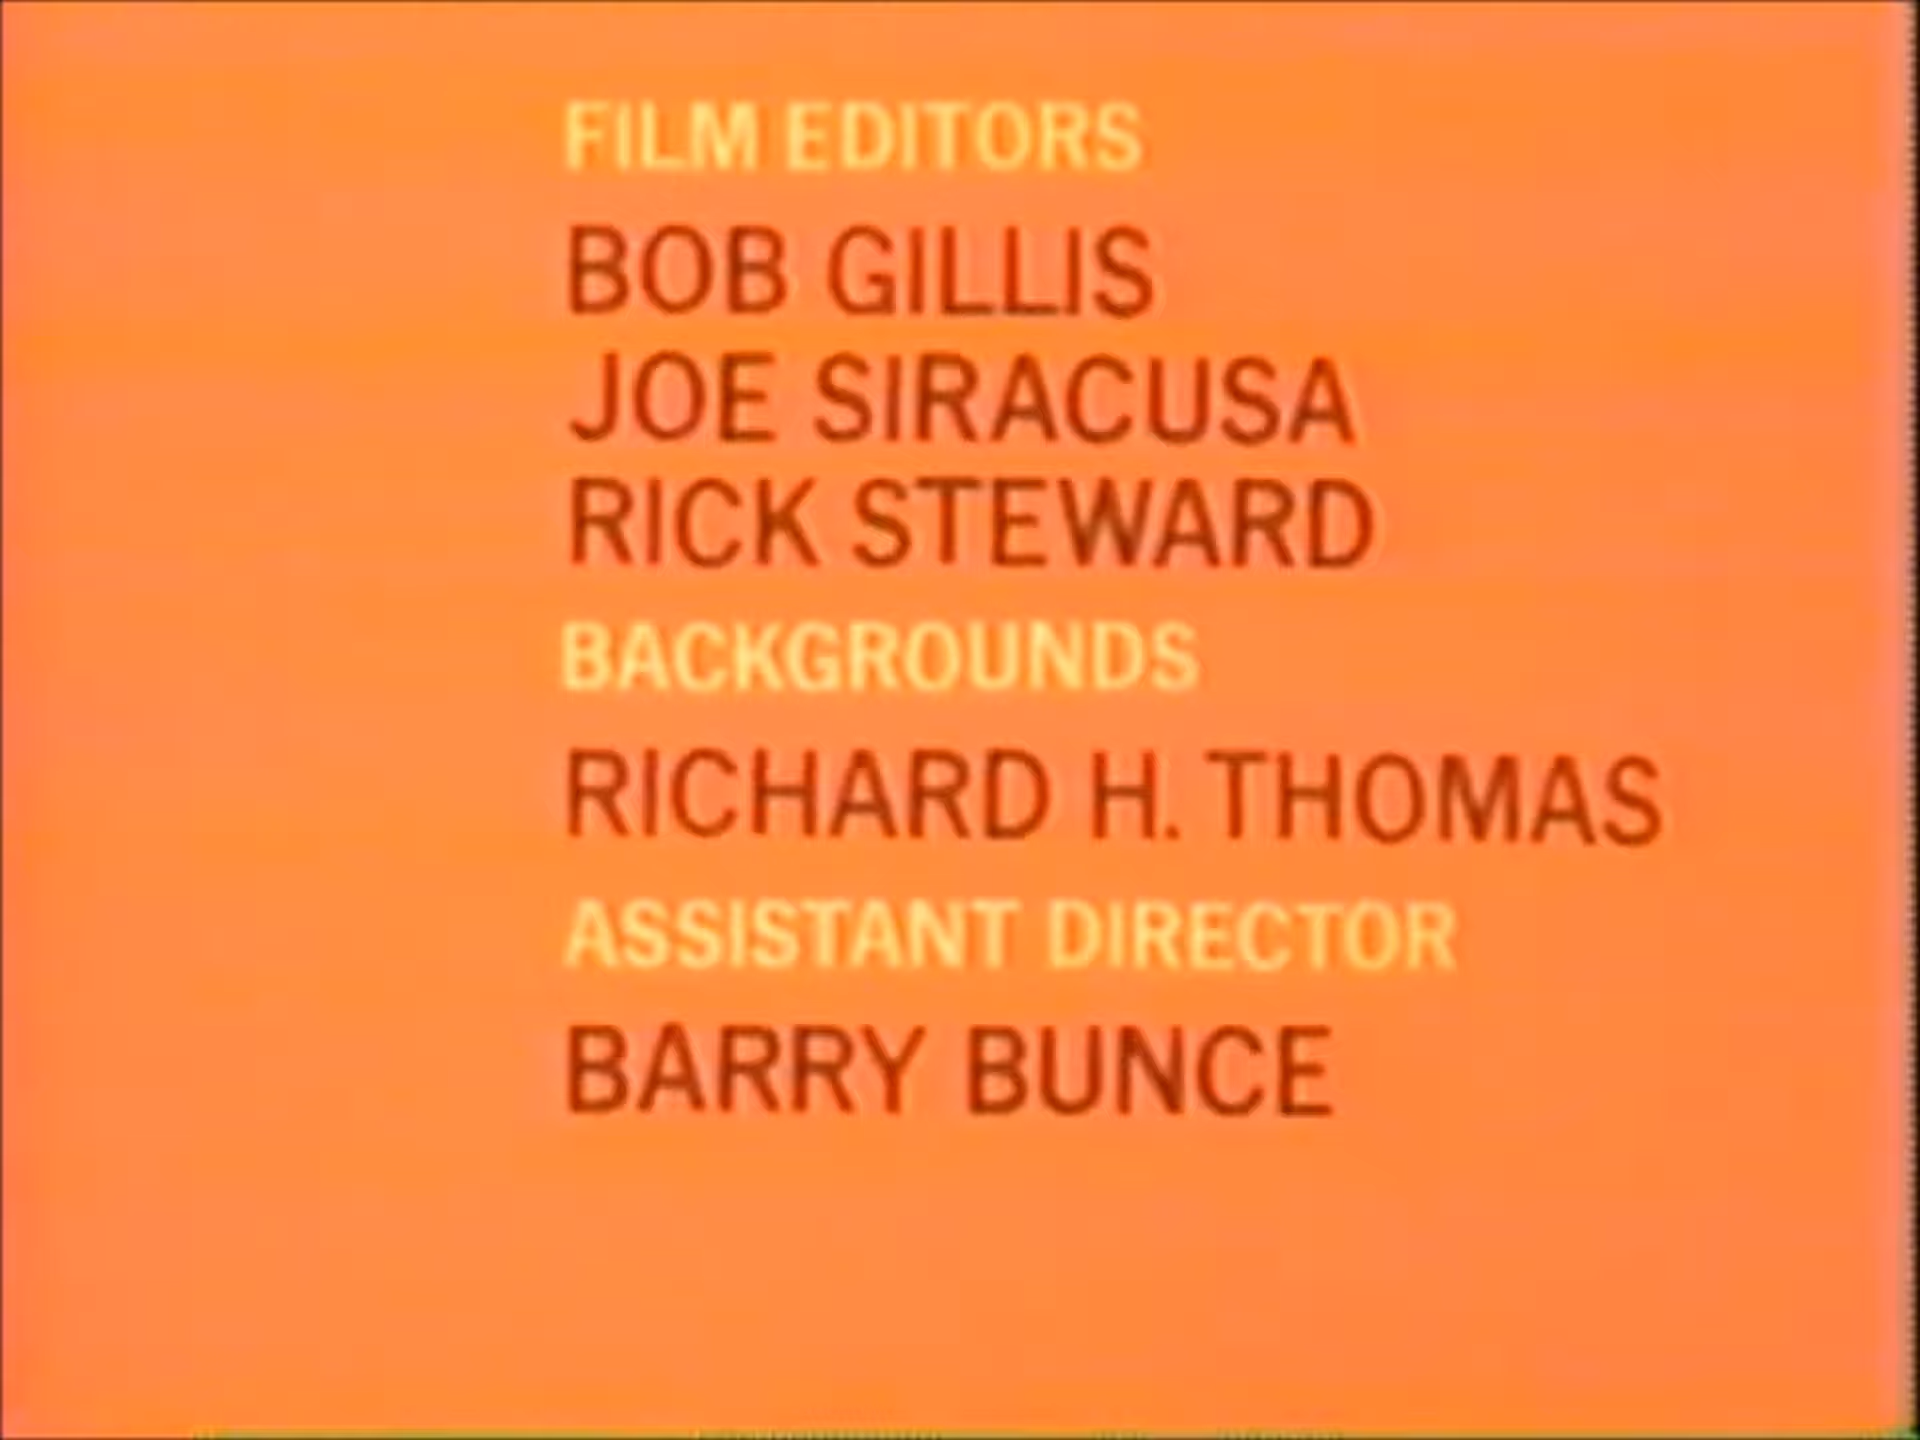 FILM EDITORS
BOB GILLIS
JOE SIRACUSA
RICK STEWARD
BACKGROUNDS
RICHARD H. THOMAS
ASSISTANT DIRECTOR
BARRY BUNCE